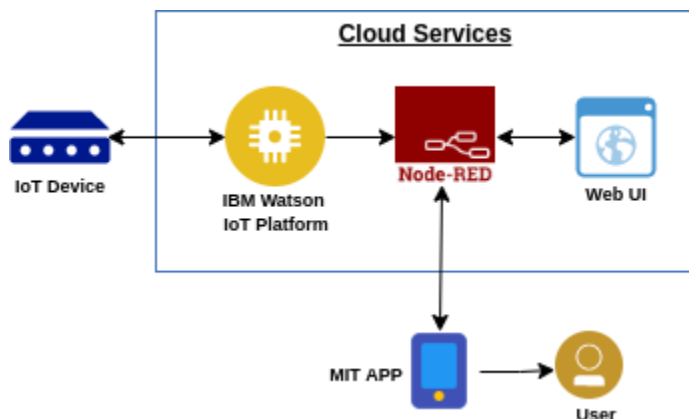 Cloud Services
IoT Device
IBM Watson
IoT Platform
Node-RED
Web UI
MIT APP
User